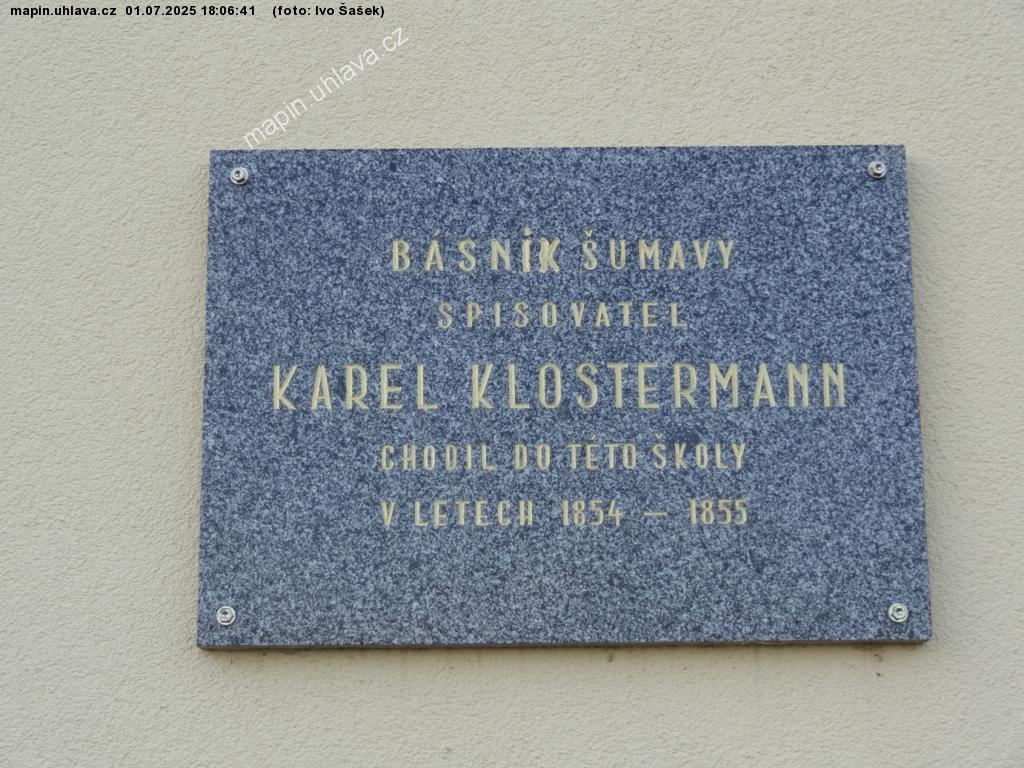 mapin.uhlava.cz 01.07.2025 18:06:41 (foto: Ivo Šašek)
mapin.uhlava.cz
BÁSNÍK ŠUMAVY
SPISOVATEL
KAREL KLOSTERMANN
CHODIL DO TÉTO ŠKOLY
V LETECH 1854 – 1855